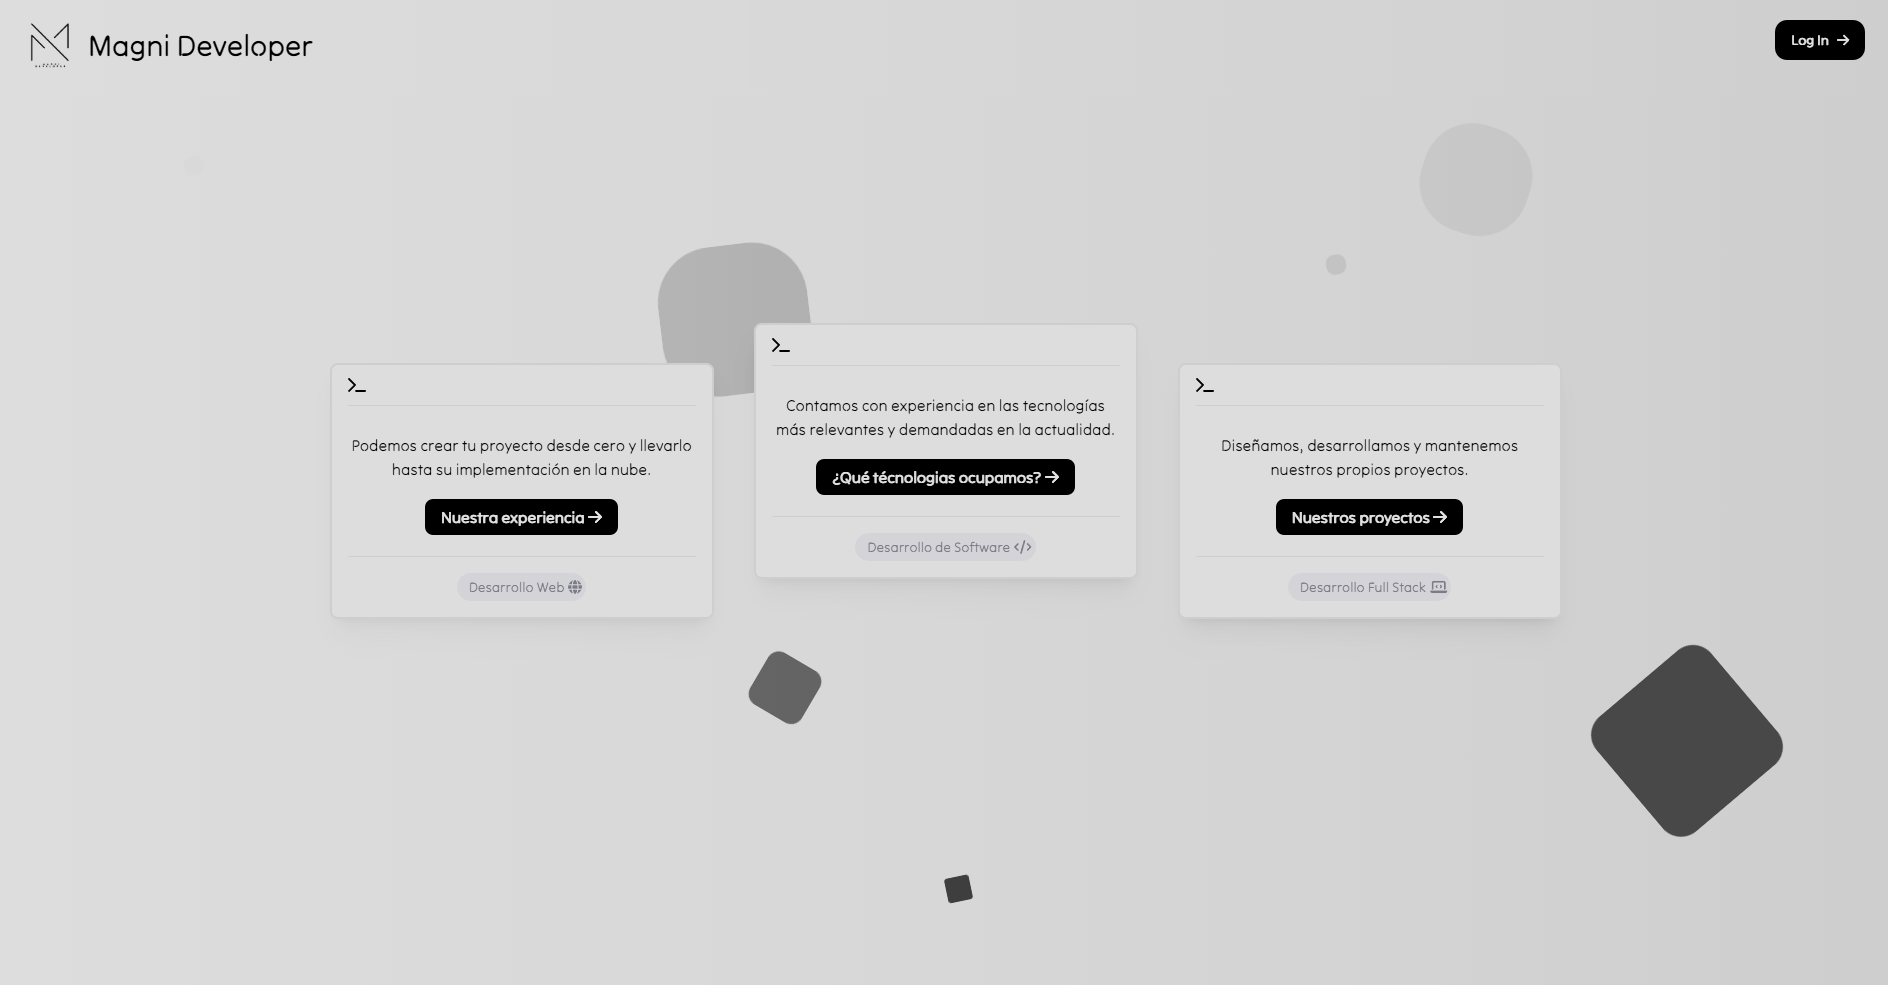 Magni Developer
Log In
Podemos crear tu proyecto desde cero y llevarlo
hasta su implementación en la nube.
Nuestra experiencia
Desarrollo Web
Contamos con experiencia en las tecnologías
más relevantes y demandadas en la actualidad.
¿Qué técnologias ocupamos?
Desarrollo de Software
Diseñamos, desarrollamos y mantenemos
nuestros propios proyectos.
Nuestros proyectos
Desarrollo Full Stack